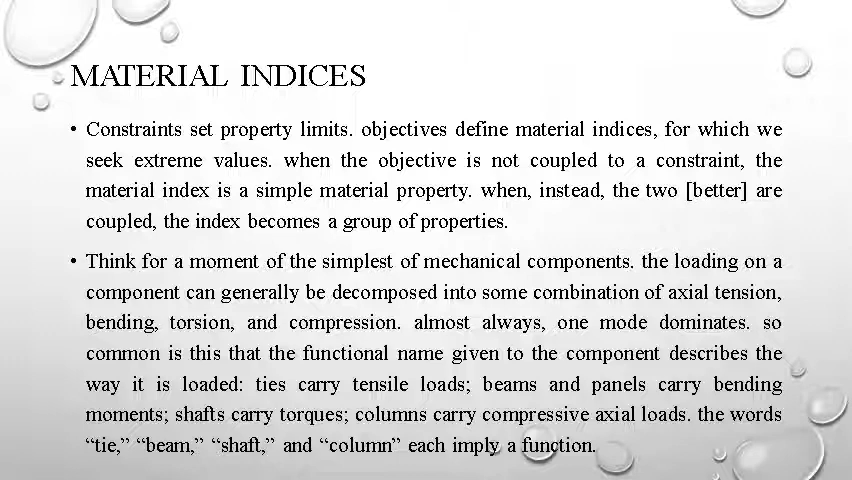 MATERIAL INDICES
• Constraints set property limits. objectives define material indices, for which we
seek extreme values. when the objective is not coupled to a constraint, the
material index is a simple material property. when, instead, the two [better] are
coupled, the index becomes a group of properties.
• Think for a moment of the simplest of mechanical components. the loading on a
component can generally be decomposed into some combination of axial tension,
bending, torsion, and compression. almost always, one mode dominates. so
common is this that the functional name given to the component describes the
way it is loaded: ties carry tensile loads; beams and panels carry bending
moments; shafts carry torques; columns carry compressive axial loads. the words
“tie,” “beam,” “shaft,” and “column” each imply a function.